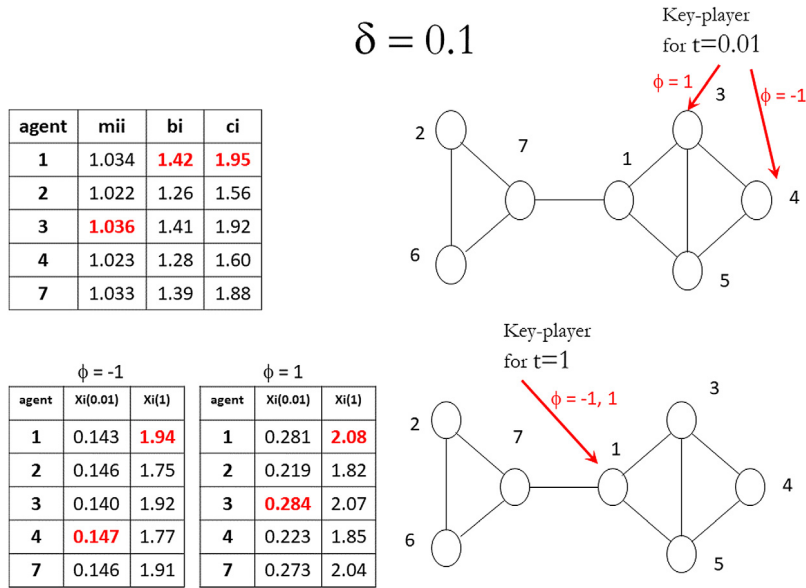 δ = 0.1
Key-player
for t=0.01
ϕ = 1
ϕ = -1
3
2
7
1
4
6
5
agent mii bi ci
1 1.034 1.42 1.95
2 1.022 1.26 1.56
3 1.036 1.41 1.92
4 1.023 1.28 1.60
7 1.033 1.39 1.88
Key-player
for t=1
ϕ = -1, 1
3
2
7
1
4
6
5
ϕ = -1
agent Xi(0.01) Xi(1)
1 0.143 1.94
2 0.146 1.75
3 0.140 1.92
4 0.147 1.77
7 0.146 1.91
ϕ = 1
agent Xi(0.01) Xi(1)
1 0.281 2.08
2 0.219 1.82
3 0.284 2.07
4 0.223 1.85
7 0.273 2.04